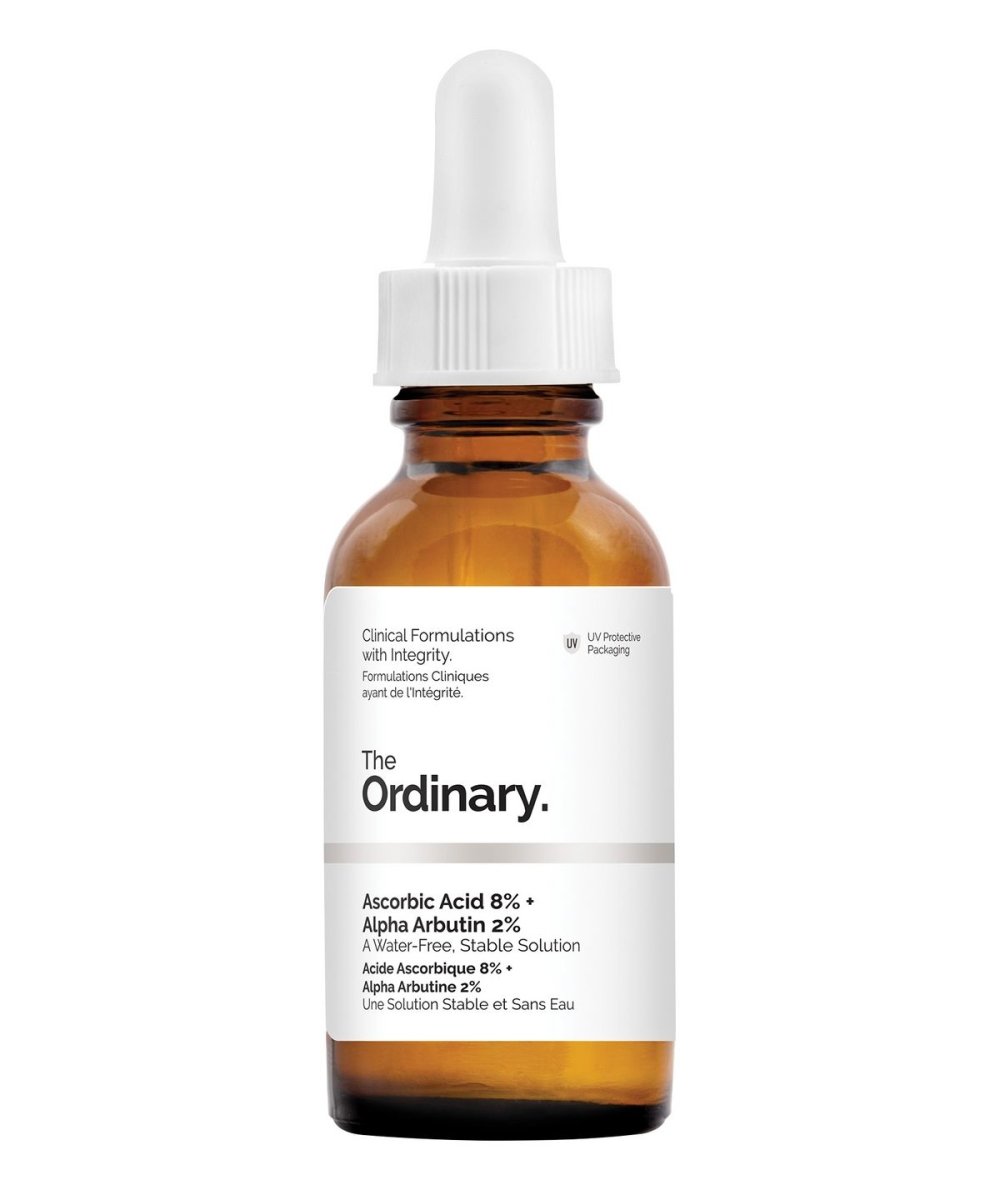 Clinical Formulations
with Integrity.
Formulations Cliniques
ayant de l'Intégrité.
UV
UV Protective
Packaging
The
Ordinary.
Ascorbic Acid 8% +
Alpha Arbutin 2%
A Water-Free, Stable Solution
Acide Ascorbique 8% +
Alpha Arbutine 2%
Une Solution Stable et Sans Eau